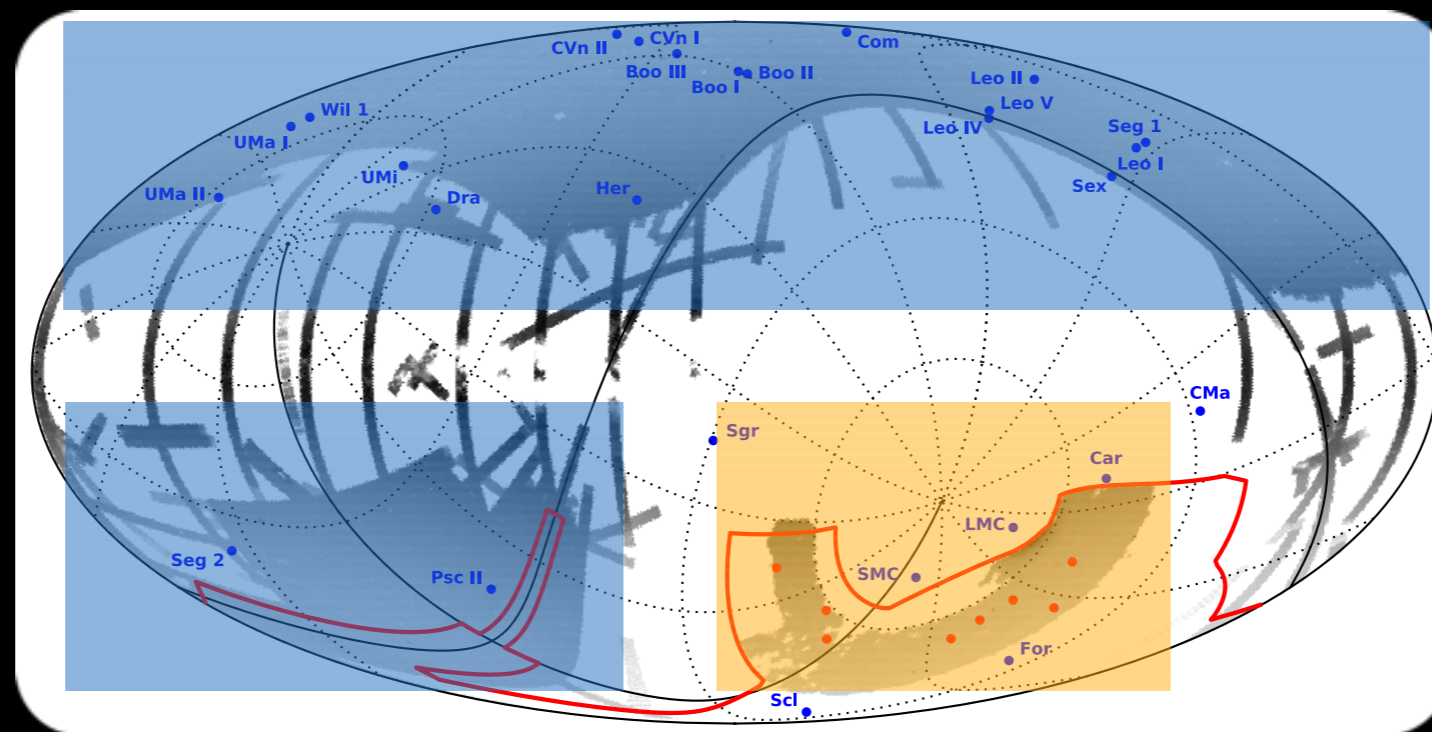 CVn II
CVn I
Com
Boo III
Boo I
Boo II
Leo II
Leo V
Leo IV
Wil 1
UMa I
Seg 1
Leo I
UMi
UMa II
Dra
Her
Sex
CMa
Sgr
Car
LMC
Seg 2
Psc II
SMC
For
Scl